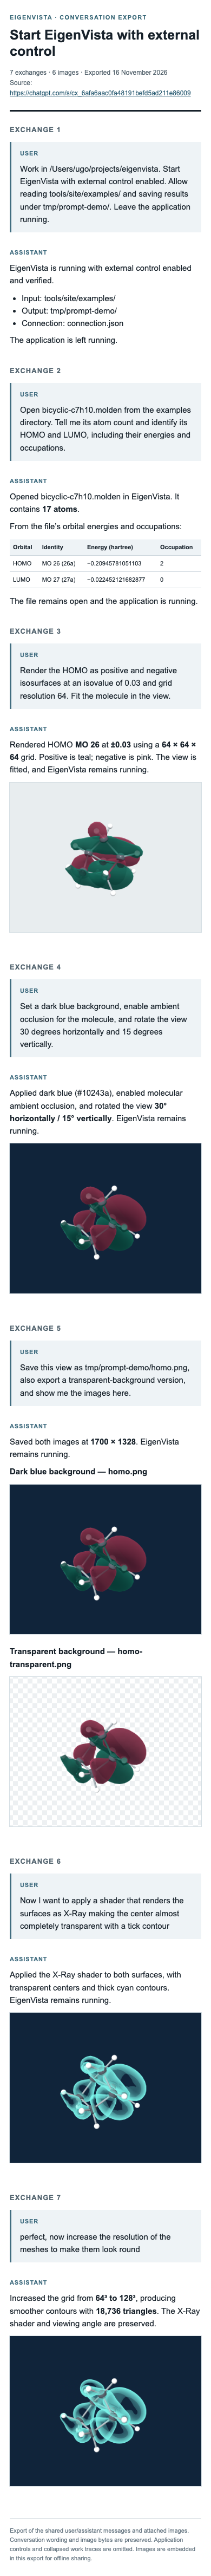 EIGENVISTA · CONVERSATION EXPORT
Start EigenVista with external
control
7 exchanges · 6 images · Exported 16 November 2026
Source:
https://chatgpt.com/s/cx_6afa6aac0fa48191befd5ad211e86009
EXCHANGE 1
USER
Work in /Users/ugo/projects/eigenvista. Start
EigenVista with external control enabled. Allow
reading tools/site/examples/ and saving results
under tmp/prompt-demo/. Leave the application
running.
ASSISTANT
EigenVista is running with external control enabled
and verified.
• Input: tools/site/examples/
• Output: tmp/prompt-demo/
• Connection: connection.json
The application is left running.
EXCHANGE 2
USER
Open bicyclic-c7h10.molden from the examples
directory. Tell me its atom count and identify its
HOMO and LUMO, including their energies and
occupations.
ASSISTANT
Opened bicyclic-c7h10.molden in EigenVista. It
contains 17 atoms.
From the file's orbital energies and occupations:
Orbital Identity Energy (hartree) Occupation
HOMO MO 26 (26a) −0.20945781051103 2
LUMO MO 27 (27a) −0.022452121682877 0
The file remains open and the application is running.
EXCHANGE 3
USER
Render the HOMO as positive and negative
isosurfaces at an isovalue of 0.03 and grid
resolution 64. Fit the molecule in the view.
ASSISTANT
Rendered HOMO MO 26 at ±0.03 using a 64 × 64 ×
64 grid. Positive is teal; negative is pink. The view is
fitted, and EigenVista remains running.
EXCHANGE 4
USER
Set a dark blue background, enable ambient
occlusion for the molecule, and rotate the view
30 degrees horizontally and 15 degrees
vertically.
ASSISTANT
Applied dark blue (#10243a), enabled molecular
ambient occlusion, and rotated the view 30°
horizontally / 15° vertically. EigenVista remains
running.
EXCHANGE 5
USER
Save this view as tmp/prompt-demo/homo.png,
also export a transparent-background version,
and show me the images here.
ASSISTANT
Saved both images at 1700 × 1328. EigenVista
remains running.
Dark blue background — homo.png
Transparent background — homo-
transparent.png
EXCHANGE 6
USER
Now I want to apply a shader that renders the
surfaces as X-Ray making the center almost
completely transparent with a tick contour
ASSISTANT
Applied the X-Ray shader to both surfaces, with
transparent centers and thick cyan contours.
EigenVista remains running.
EXCHANGE 7
USER
perfect, now increase the resolution of the
meshes to make them look round
ASSISTANT
Increased the grid from 64³ to 128³, producing
smoother contours with 18,736 triangles. The X-Ray
shader and viewing angle are preserved.
Export of the shared user/assistant messages and attached images.
Conversation wording and image bytes are preserved. Application
controls and collapsed work traces are omitted. Images are embedded
in this export for offline sharing.